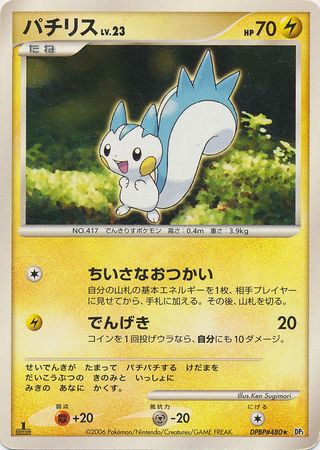 パチリス LV.23 HP 70
たね
NO.417 でんきりすポケモン 高さ：0.4m 重さ：3.9kg
ちいさなおつかい
自分の山札の基本エネルギーを1枚、相手プレイヤー
に見せてから、手札に加える。その後、山札を切る。
でんげき 20
コインを1回投げウラなら、自分にも10ダメージ。
せいでんきが たまって パチパチする けだまを
だいこうぶつの きのみと いっしょに
きのめの あなに かくす。
Illus.Ken Sugimori
弱点 抵抗力 にげる
+20 -20
1 EDITION ©2006 Pokémon/Nintendo/Creatures/GAME FREAK. DPBP#480★ DP1